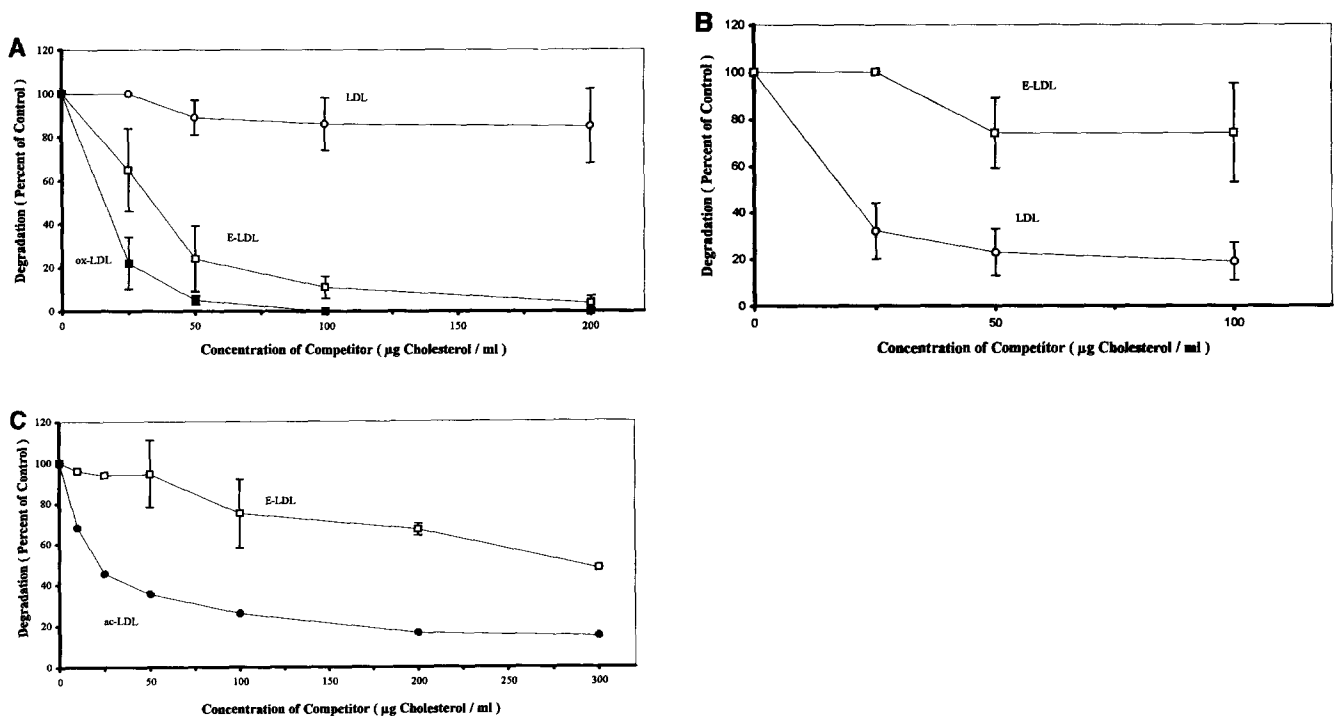 A
120
100
80
60
40
20
0
Degradation ( Percent of Control )
LDL
E-LDL
ox-LDL
0 50 100 150 200
Concentration of Competitor ( µg Cholesterol / ml )
B
120
100
80
60
40
20
0
Degradation ( Percent of Control )
E-LDL
LDL
0 50 100
Concentration of Competitor ( µg Cholesterol / ml )
C
120
100
80
60
40
20
0
Degradation ( Percent of Control )
E-LDL
ac-LDL
0 50 100 150 200 250 300
Concentration of Competitor ( µg Cholesterol / ml )